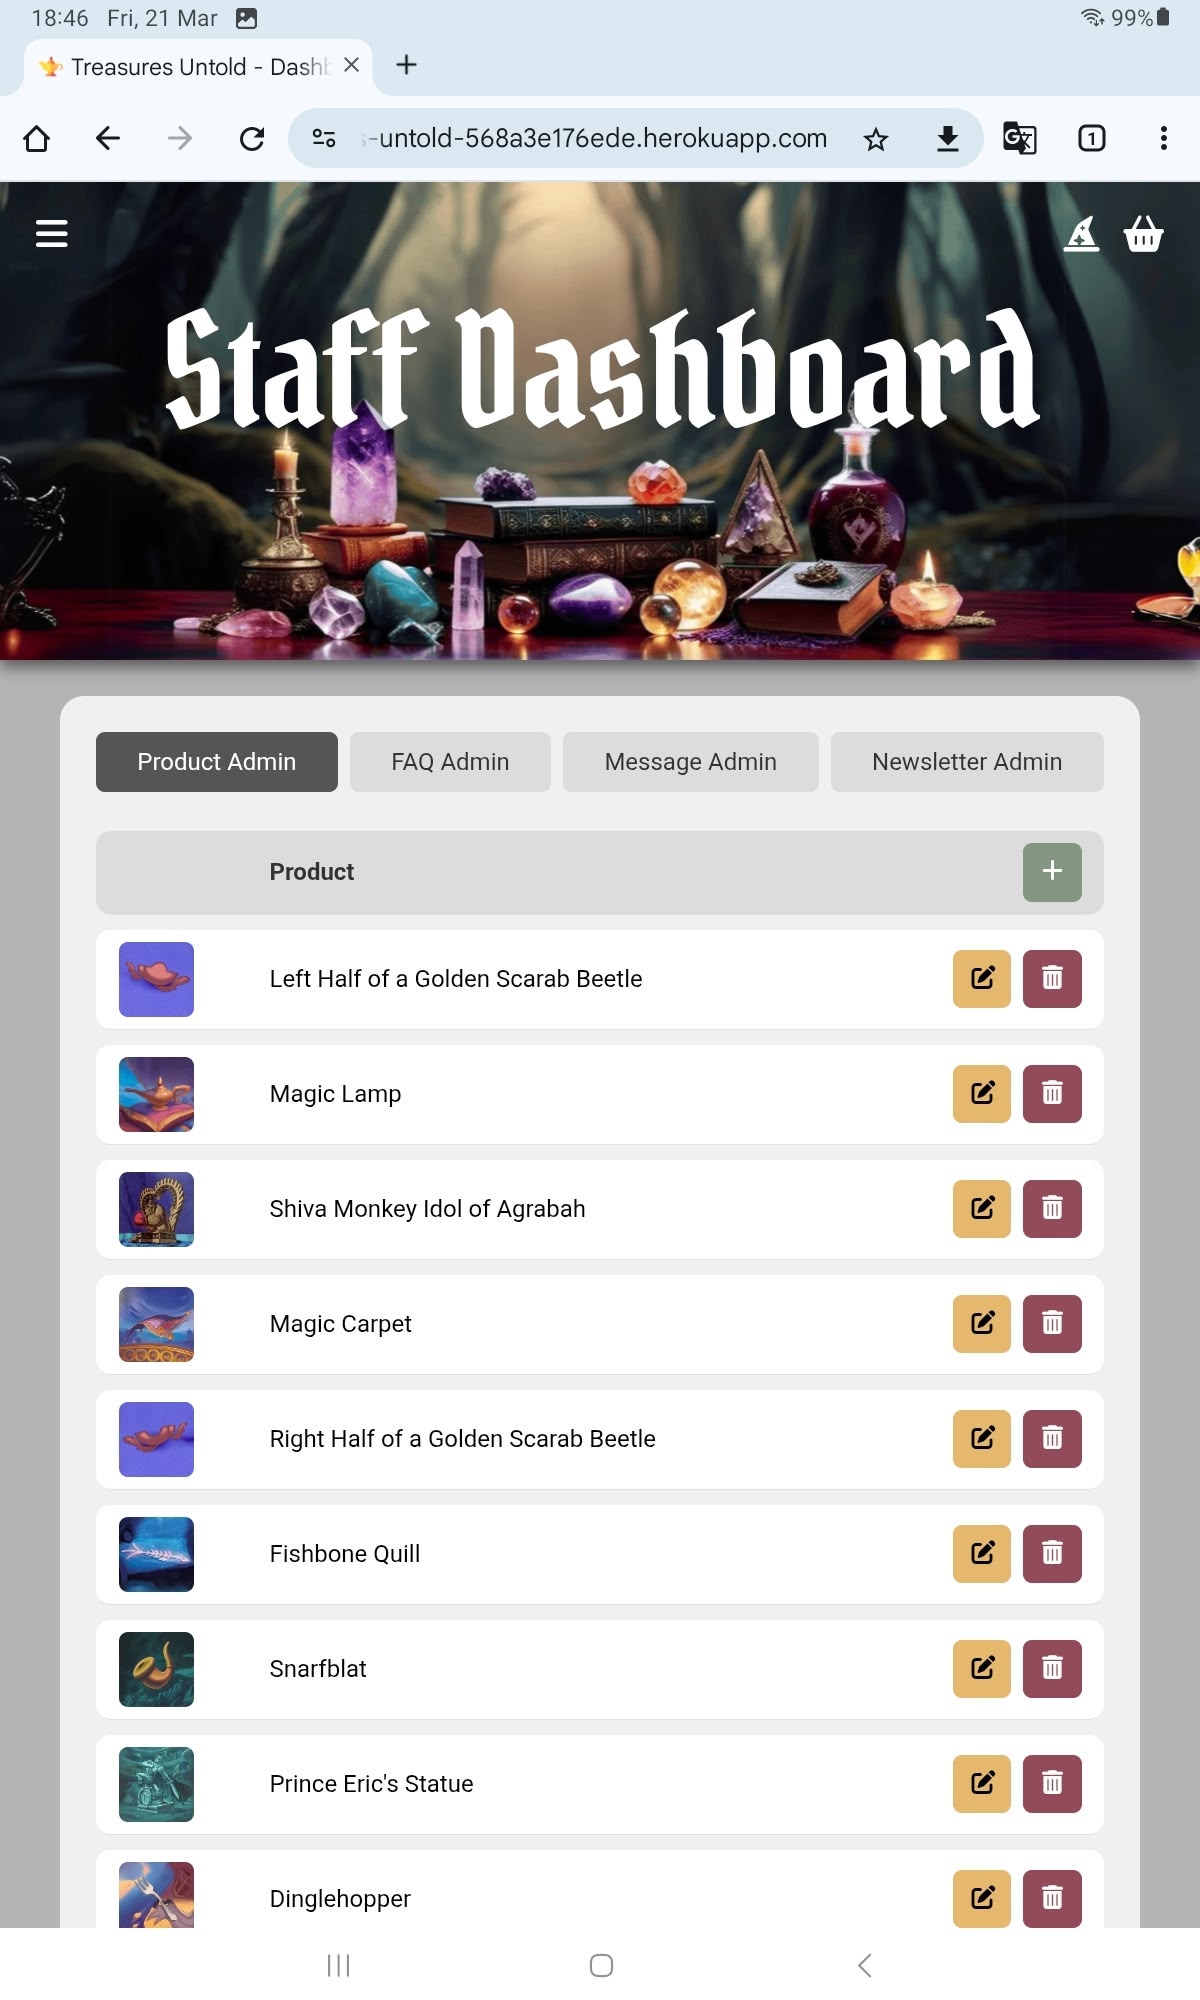 18:46 Fri, 21 Mar 99%
Treasures Untold - Dashb
-untold-568a3e176ede.herokuapp.com 1
Staff Dashboard
Product Admin FAQ Admin Message Admin Newsletter Admin
Product +
Left Half of a Golden Scarab Beetle
Magic Lamp
Shiva Monkey Idol of Agrabah
Magic Carpet
Right Half of a Golden Scarab Beetle
Fishbone Quill
Snarfblat
Prince Eric's Statue
Dinglehopper